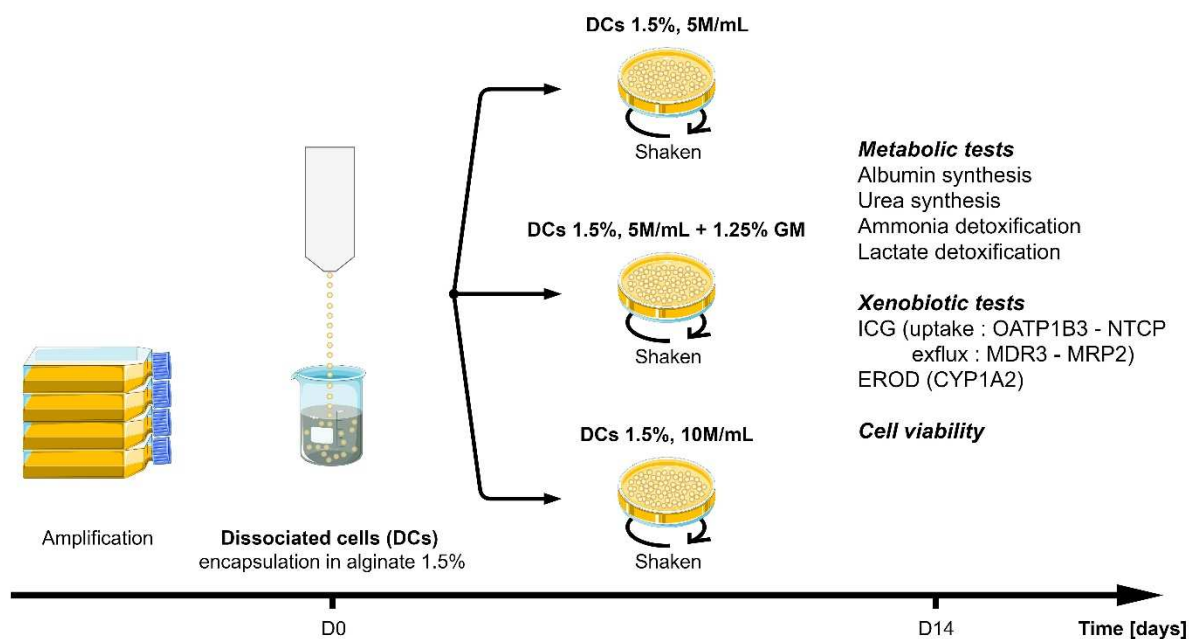 DCs 1.5%, 5M/mL
Shaken
DCs 1.5%, 5M/mL + 1.25% GM
Shaken
DCs 1.5%, 10M/mL
Shaken
Metabolic tests
Albumin synthesis
Urea synthesis
Ammonia detoxification
Lactate detoxification
Xenobiotic tests
ICG (uptake : OATP1B3 - NTCP
exflux : MDR3 - MRP2)
EROD (CYP1A2)
Cell viability
Amplification
Dissociated cells (DCs)
encapsulation in alginate 1.5%
D0
D14
Time [days]